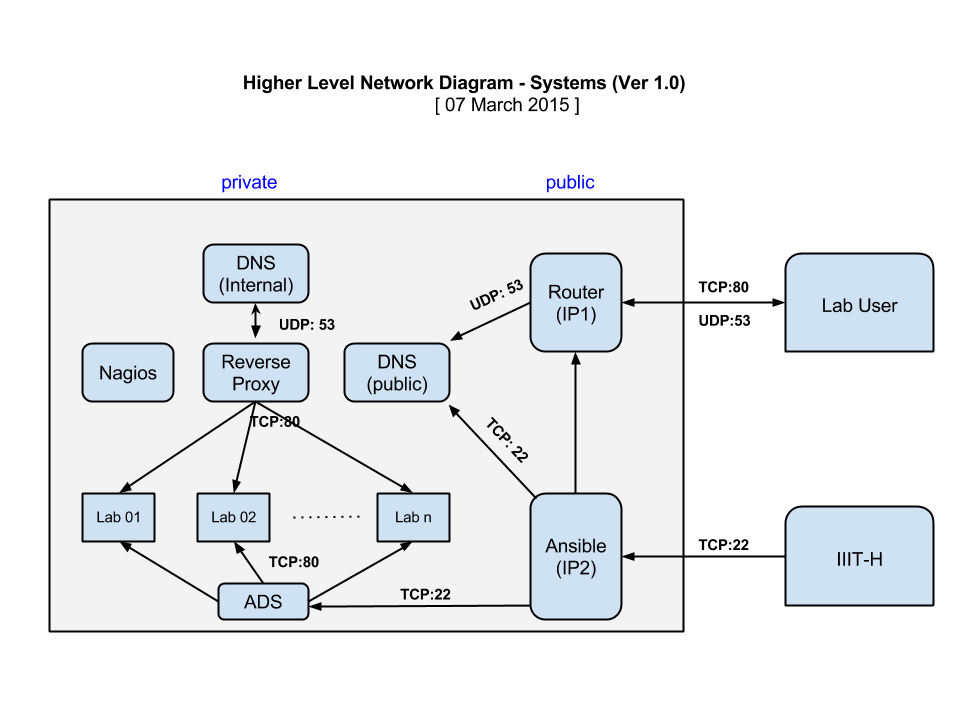 Higher Level Network Diagram - Systems (Ver 1.0)
[ 07 March 2015 ]
private
public
DNS
(Internal)
UDP: 53
Router
(IP1)
UDP: 53
TCP:80
UDP:53
Lab User
Nagios
Reverse
Proxy
DNS
(public)
TCP:80
TCP: 22
Lab 01
Lab 02
.........
Lab n
Ansible
(IP2)
TCP:22
IIIT-H
TCP:80
ADS
TCP:22